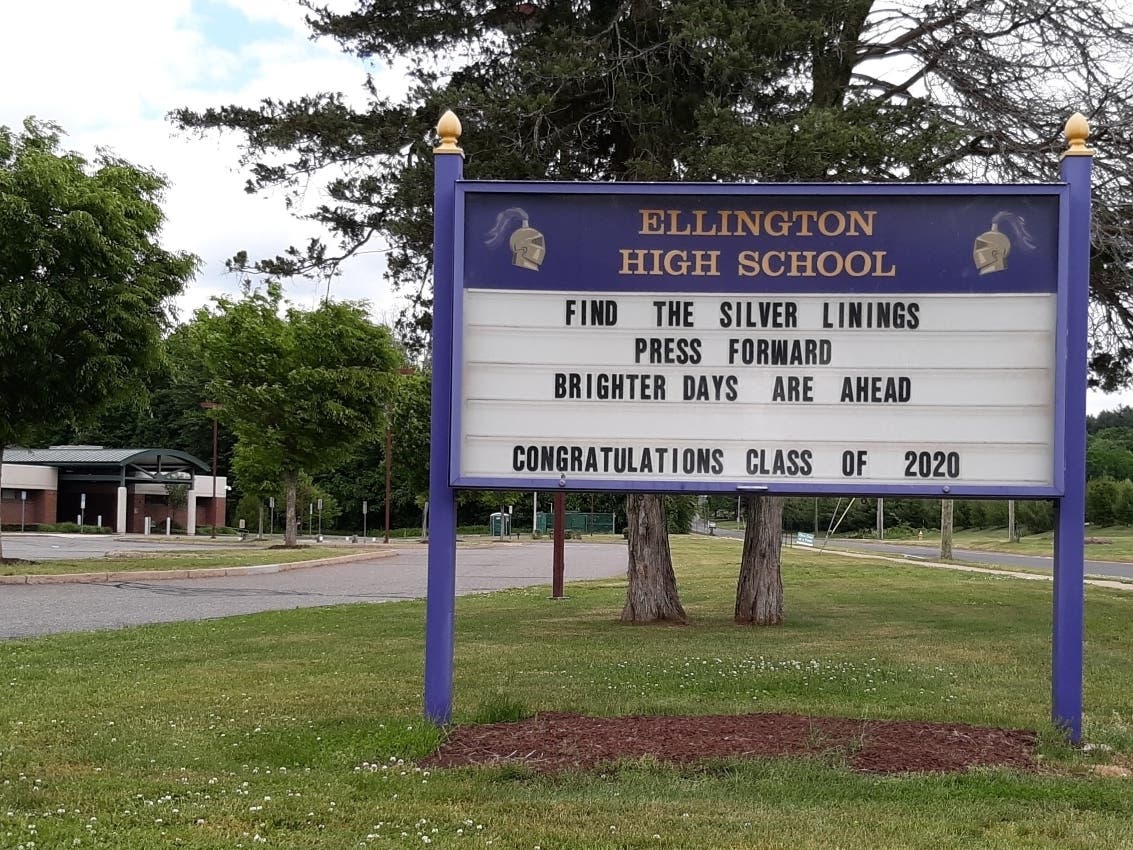 ELLINGTON
HIGH SCHOOL
FIND THE SILVER LININGS
PRESS FORWARD
BRIGHTER DAYS ARE AHEAD
CONGRATULATIONS CLASS OF 2020